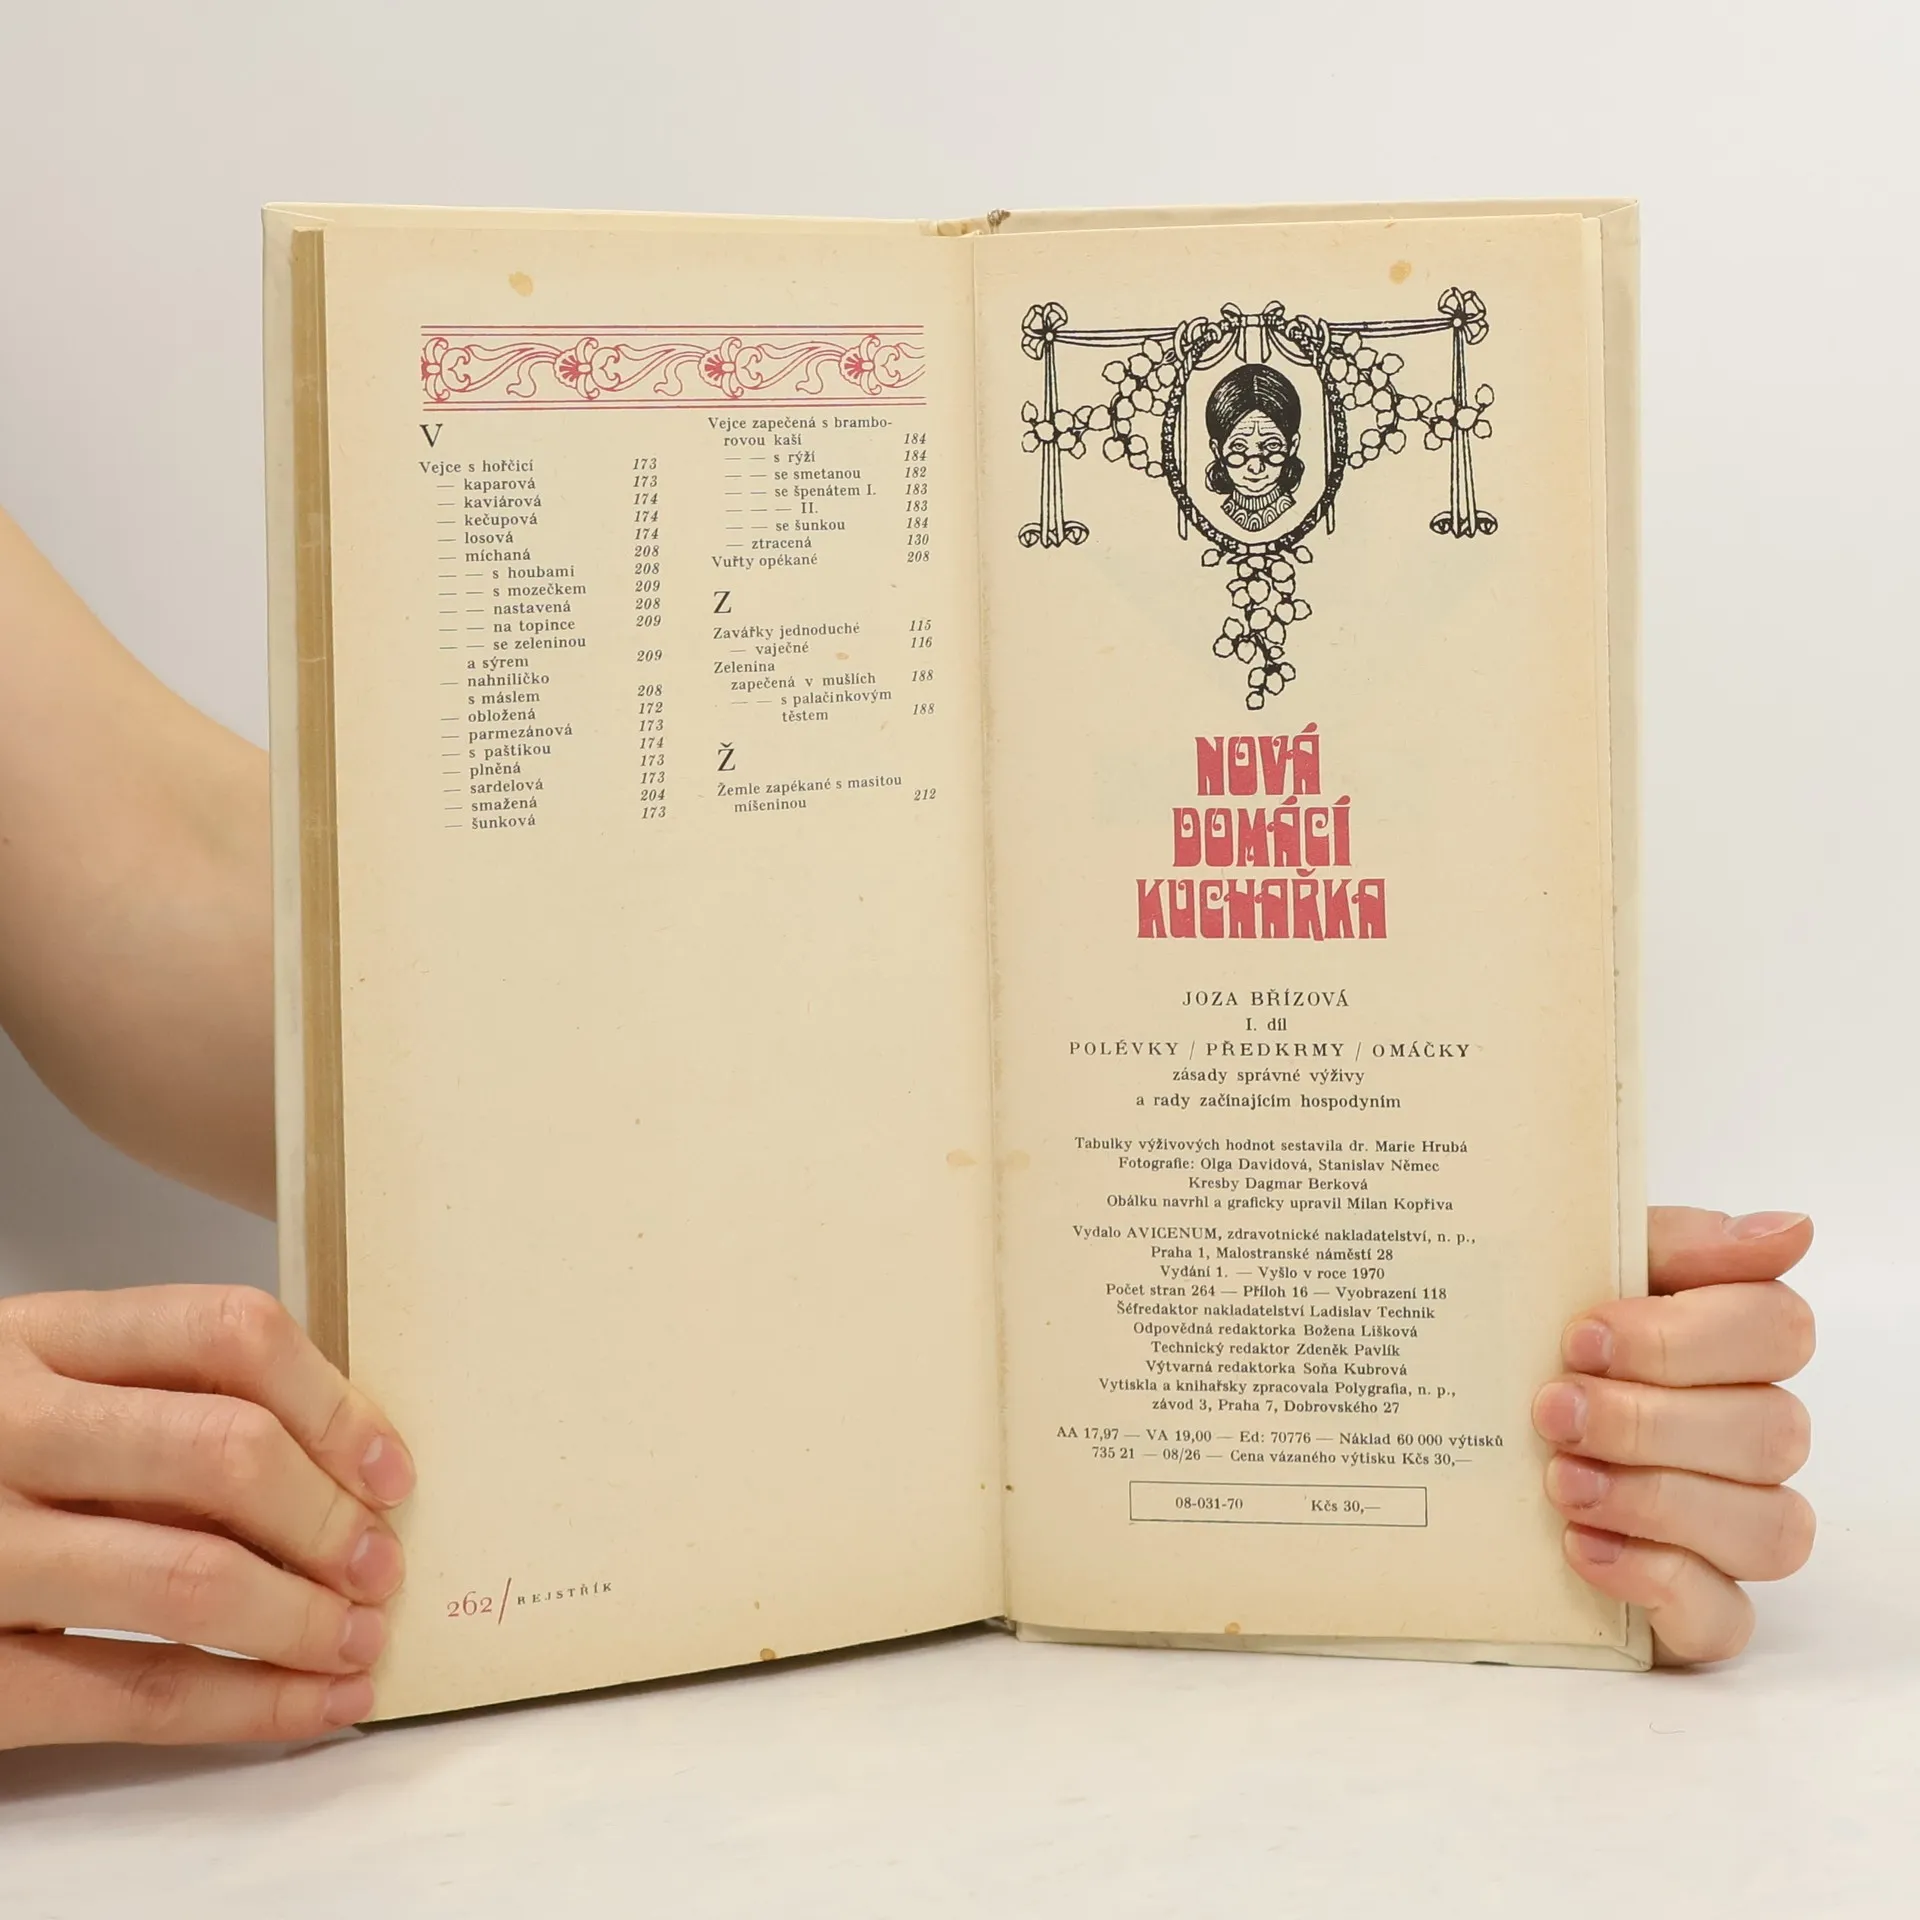 V
Vejce s hořčicí 173
— kaparová 173
— kaviárová 174
— kečupová 174
— losová 174
— míchaná 208
— — s houbami 208
— — s mozečkem 209
— — nastavená 208
— — na topince 209
— — se zeleninou
a sýrem 209
— nahniličko
s máslem 208
— obložená 172
— parmezánová 173
— s paštikou 174
— plněná 173
— sardelová 173
— smažená 204
— šunková 173
Vejce zapečená s brambo-
rovou kaší 184
— — s rýží 184
— — se smetanou 182
— — se špenátem I. 183
— — — II. 183
— — se šunkou 184
— ztracená 130
Vuřty opékané 208
Z
Zavářky jednoduché 115
— vaječné 116
Zelenina
zapečená v mušlích 188
— — s palačinkovým
těstem 188
Ž
Žemle zapékané s masitou
míšeninou 212
262/REJSTŘÍK
NOVÁ
DOMÁCÍ
KUCHAŘKA
JOZA BŘÍZOVÁ
I. díl
POLÉVKY / PŘEDKRMY / OMÁČKY
zásady správné výživy
a rady začínajícím hospodyním
Tabulky výživových hodnot sestavila dr. Marie Hrubá
Fotografie: Olga Davidová, Stanislav Němec
Kresby Dagmar Berková
Obálku navrhl a graficky upravil Milan Kopřiva
Vydalo AVICENUM, zdravotnické nakladatelství, n. p.,
Praha 1, Malostranské náměstí 28
Vydání 1. — Vyšlo v roce 1970
Počet stran 264 — Příloh 16 — Vyobrazení 118
Šéfredaktor nakladatelství Ladislav Technik
Odpovědná redaktorka Božena Lišková
Technický redaktor Zdeněk Pavlík
Výtvarná redaktorka Soňa Kubrová
Vytiskla a knihařsky zpracovala Polygrafia, n. p.,
závod 3, Praha 7, Dobrovského 27
AA 17,97 — VA 19,00 — Ed: 70776 — Náklad 60 000 výtisků
735 21 — 08/26 — Cena vázaného výtisku Kčs 30,—
08-031-70 Kčs 30,—